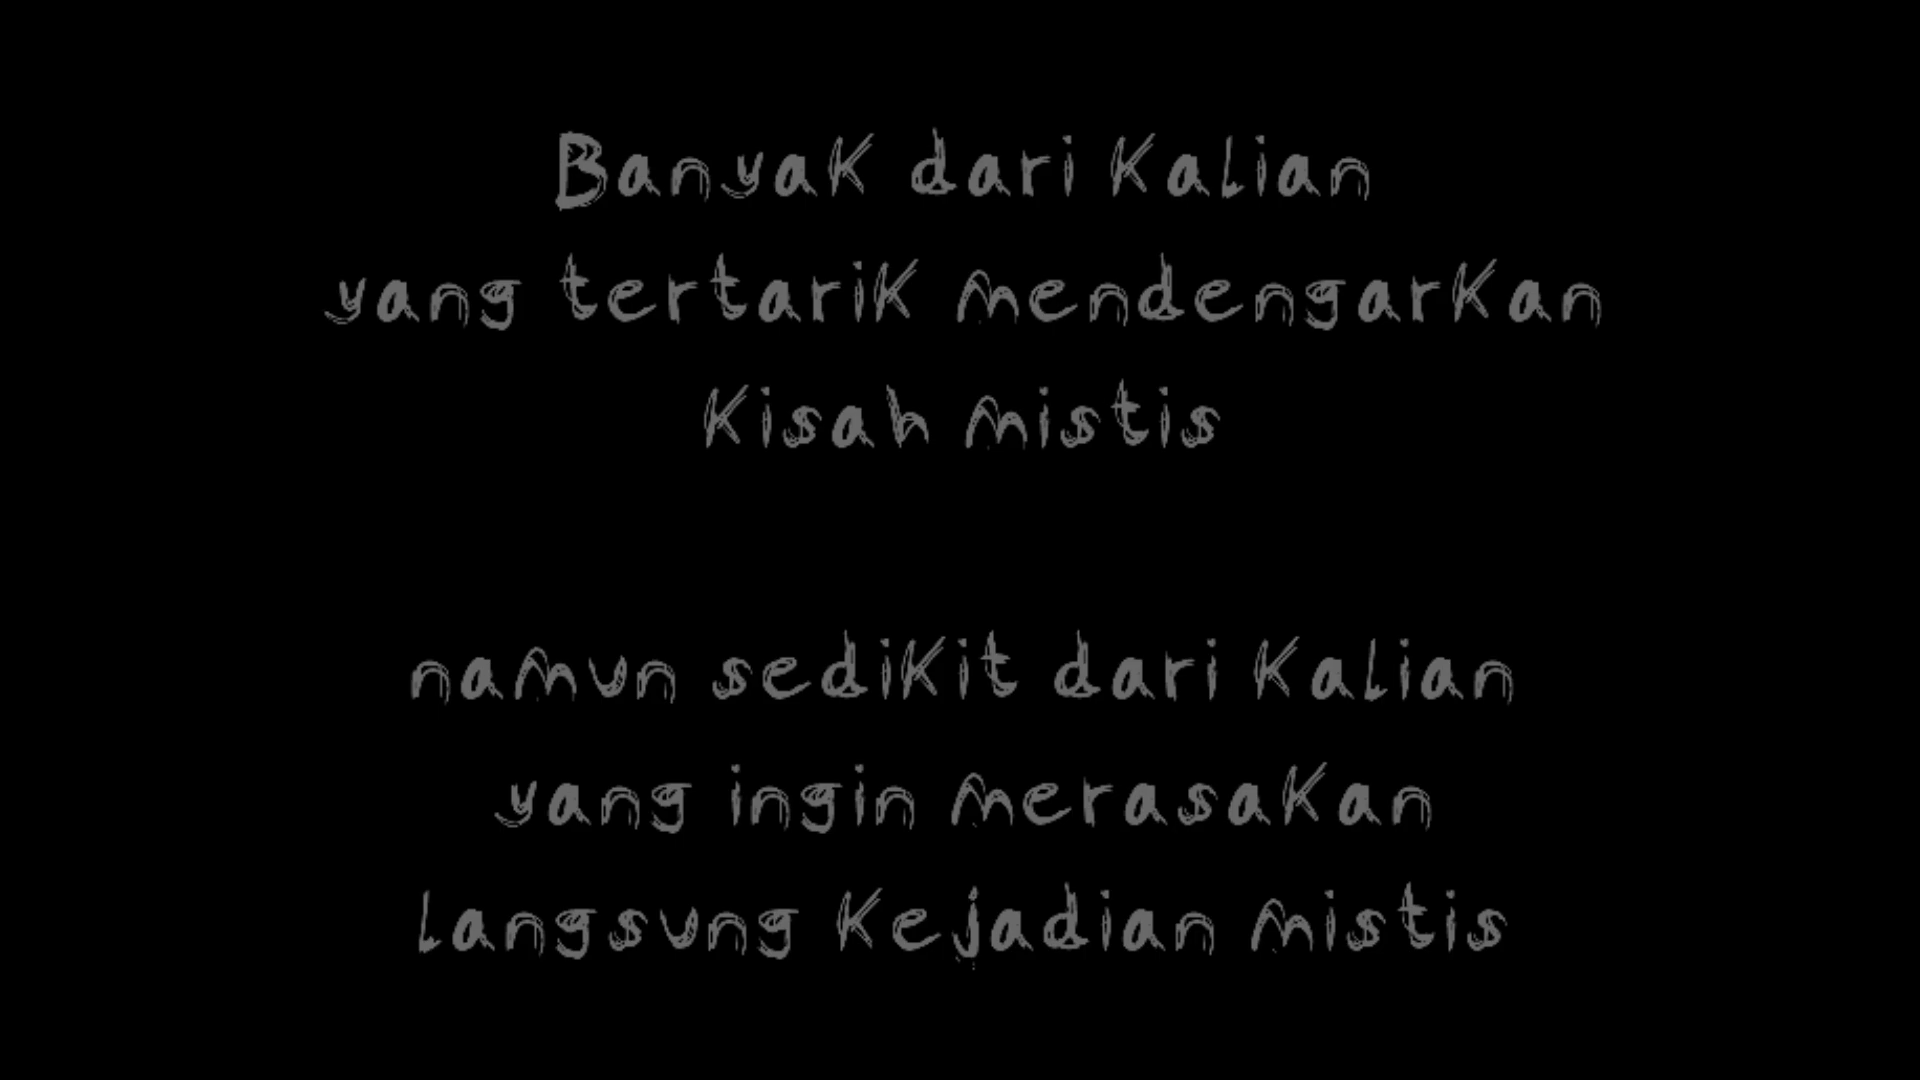 Banyak dari kalian
yang tertarik mendengarkan
kisah mistis
namun sedikit dari kalian
yang ingin merasakan
langsung kejadian mistis